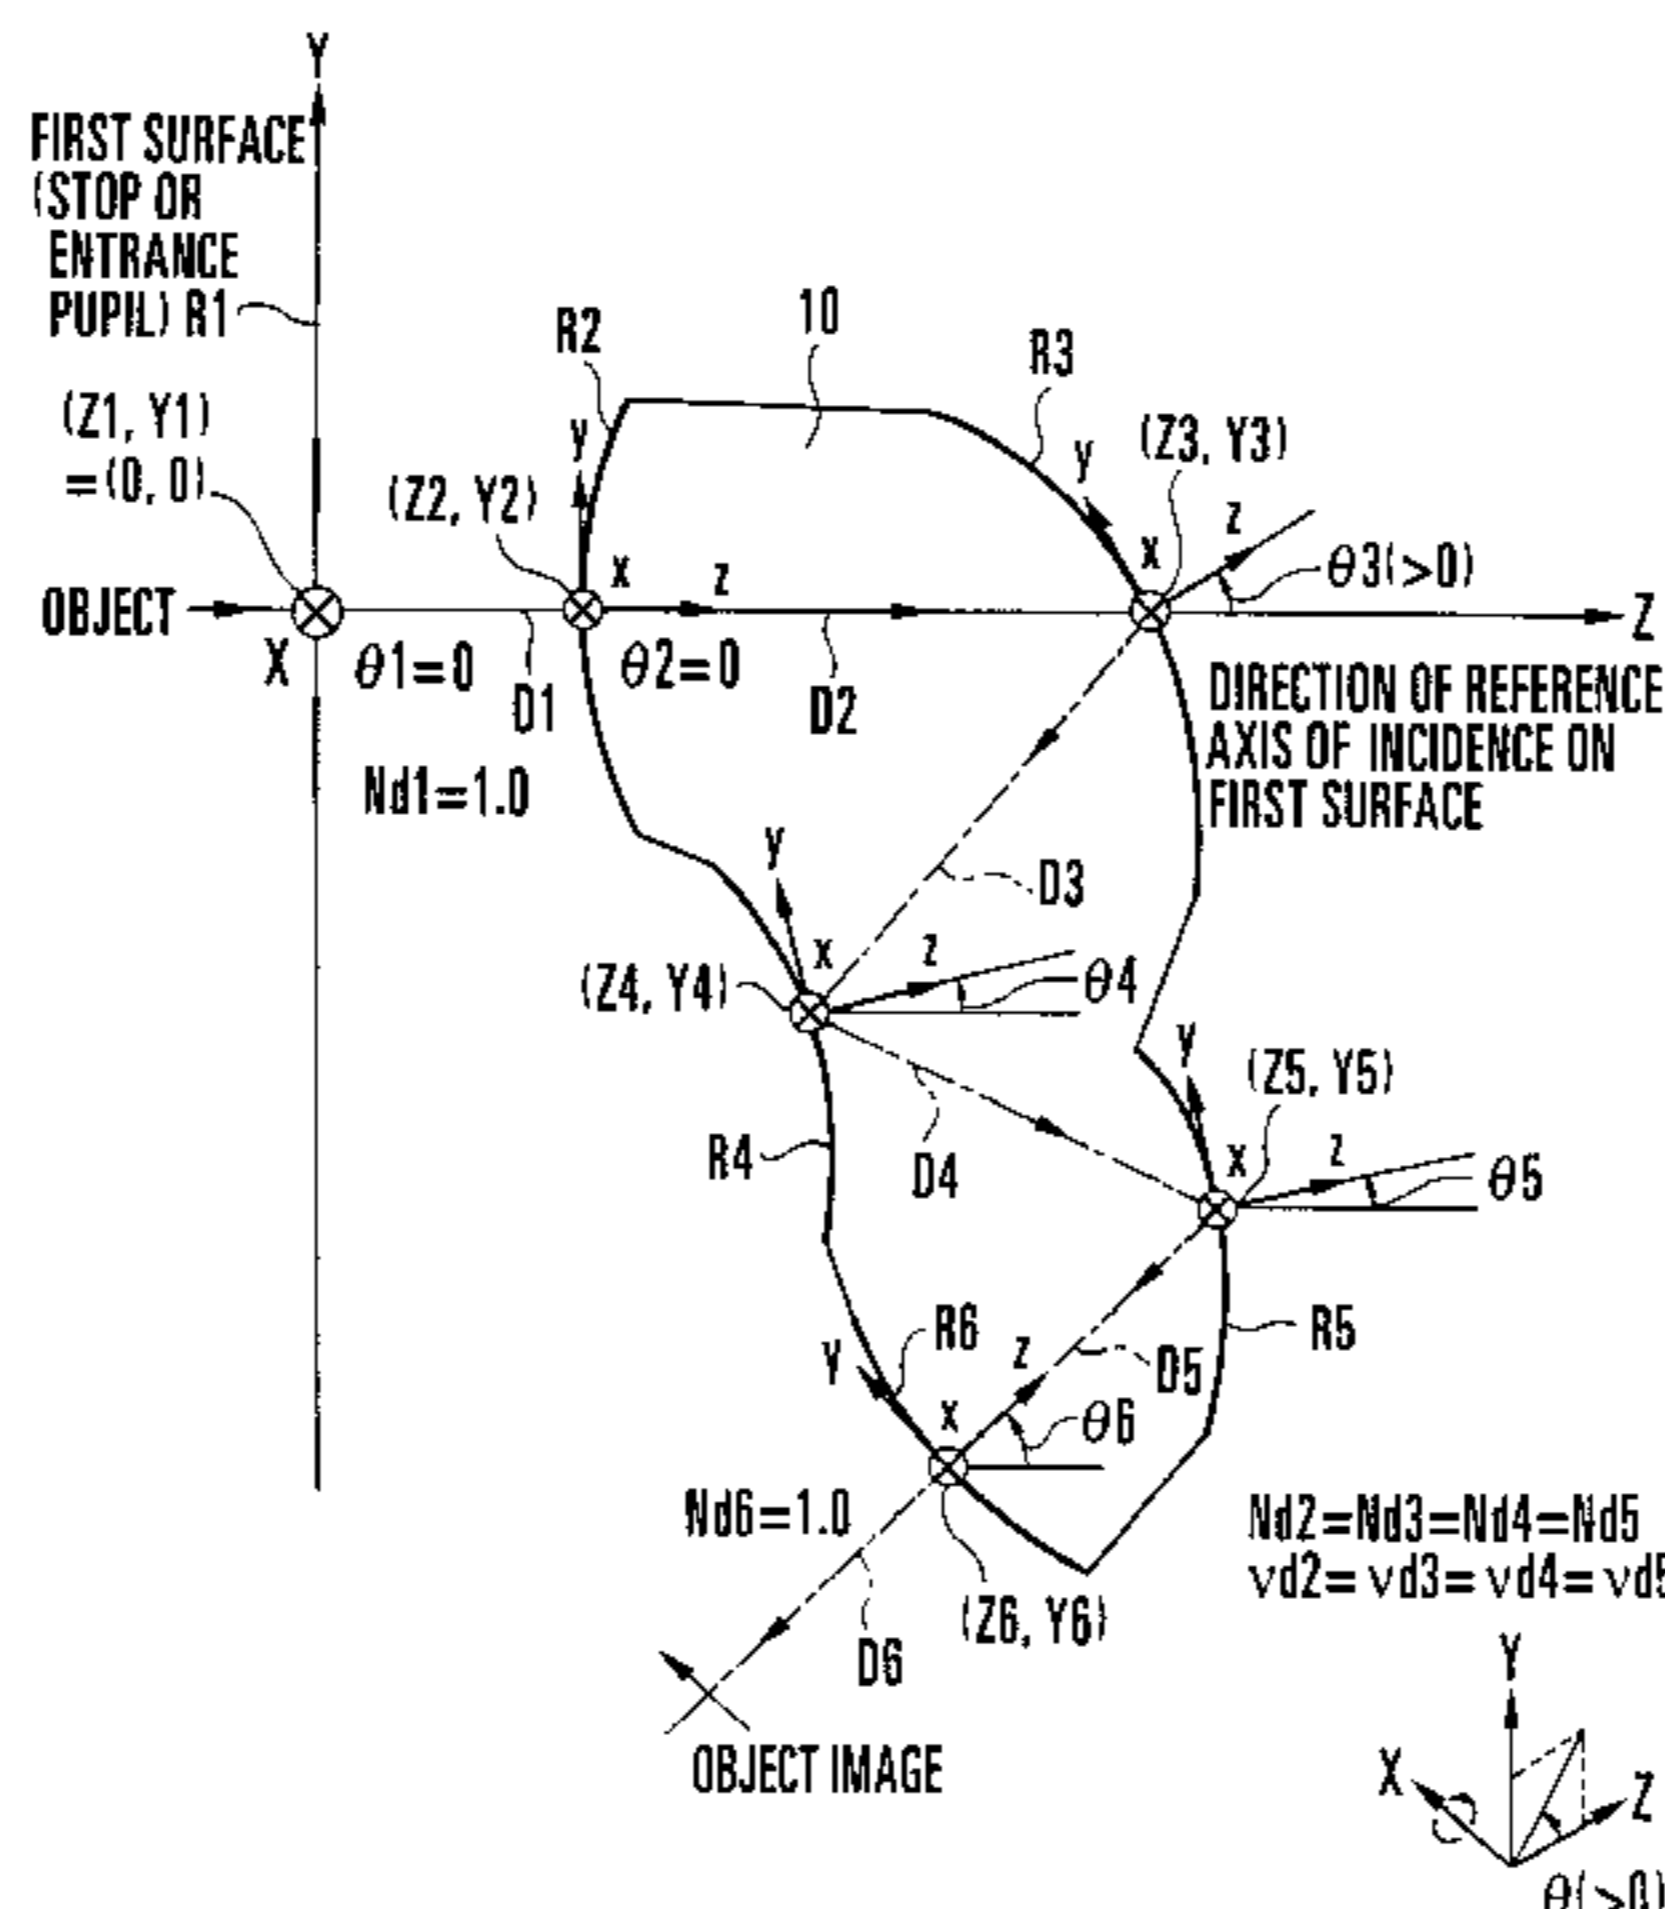 Y
FIRST SURFACE
(STOP OR
ENTRANCE
PUPIL) R1
(Z1, Y1)
=(0, 0)
OBJECT
X
θ1=0
D1
Nd1=1.0
R2
10
R3
y
(Z2, Y2)
x
z
θ2=0
D2
y
(Z3, Y3)
x
z
θ3(>0)
Z
DIRECTION OF REFERENCE
AXIS OF INCIDENCE ON
FIRST SURFACE
D3
y
x
z
(Z4, Y4)
θ4
y
(Z5, Y5)
R4
D4
x
z
θ5
R6
R5
y
z
D5
x
θ6
Nd6=1.0
(Z6, Y6)
D6
Nd2=Nd3=Nd4=Nd5
νd2=νd3=νd4=νd5
OBJECT IMAGE
Y
X
Z
θ(>0)